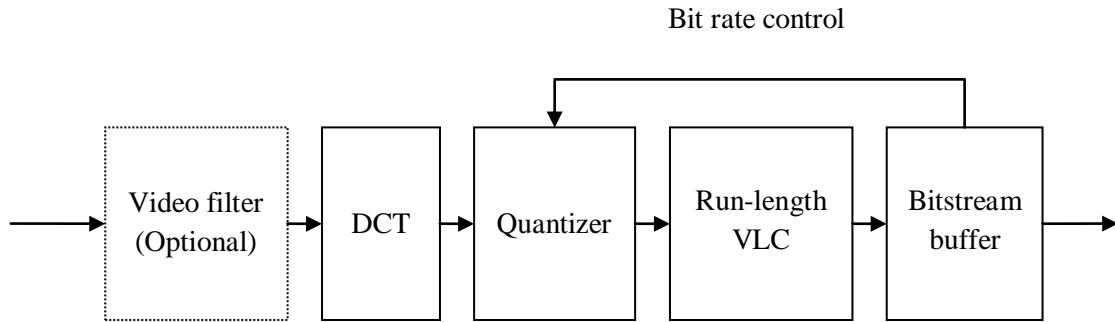 Bit rate control
Video filter
(Optional)
DCT
Quantizer
Run-length
VLC
Bitstream
buffer